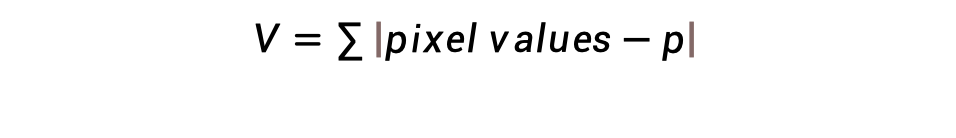 V = ∑ |pixel values − p|